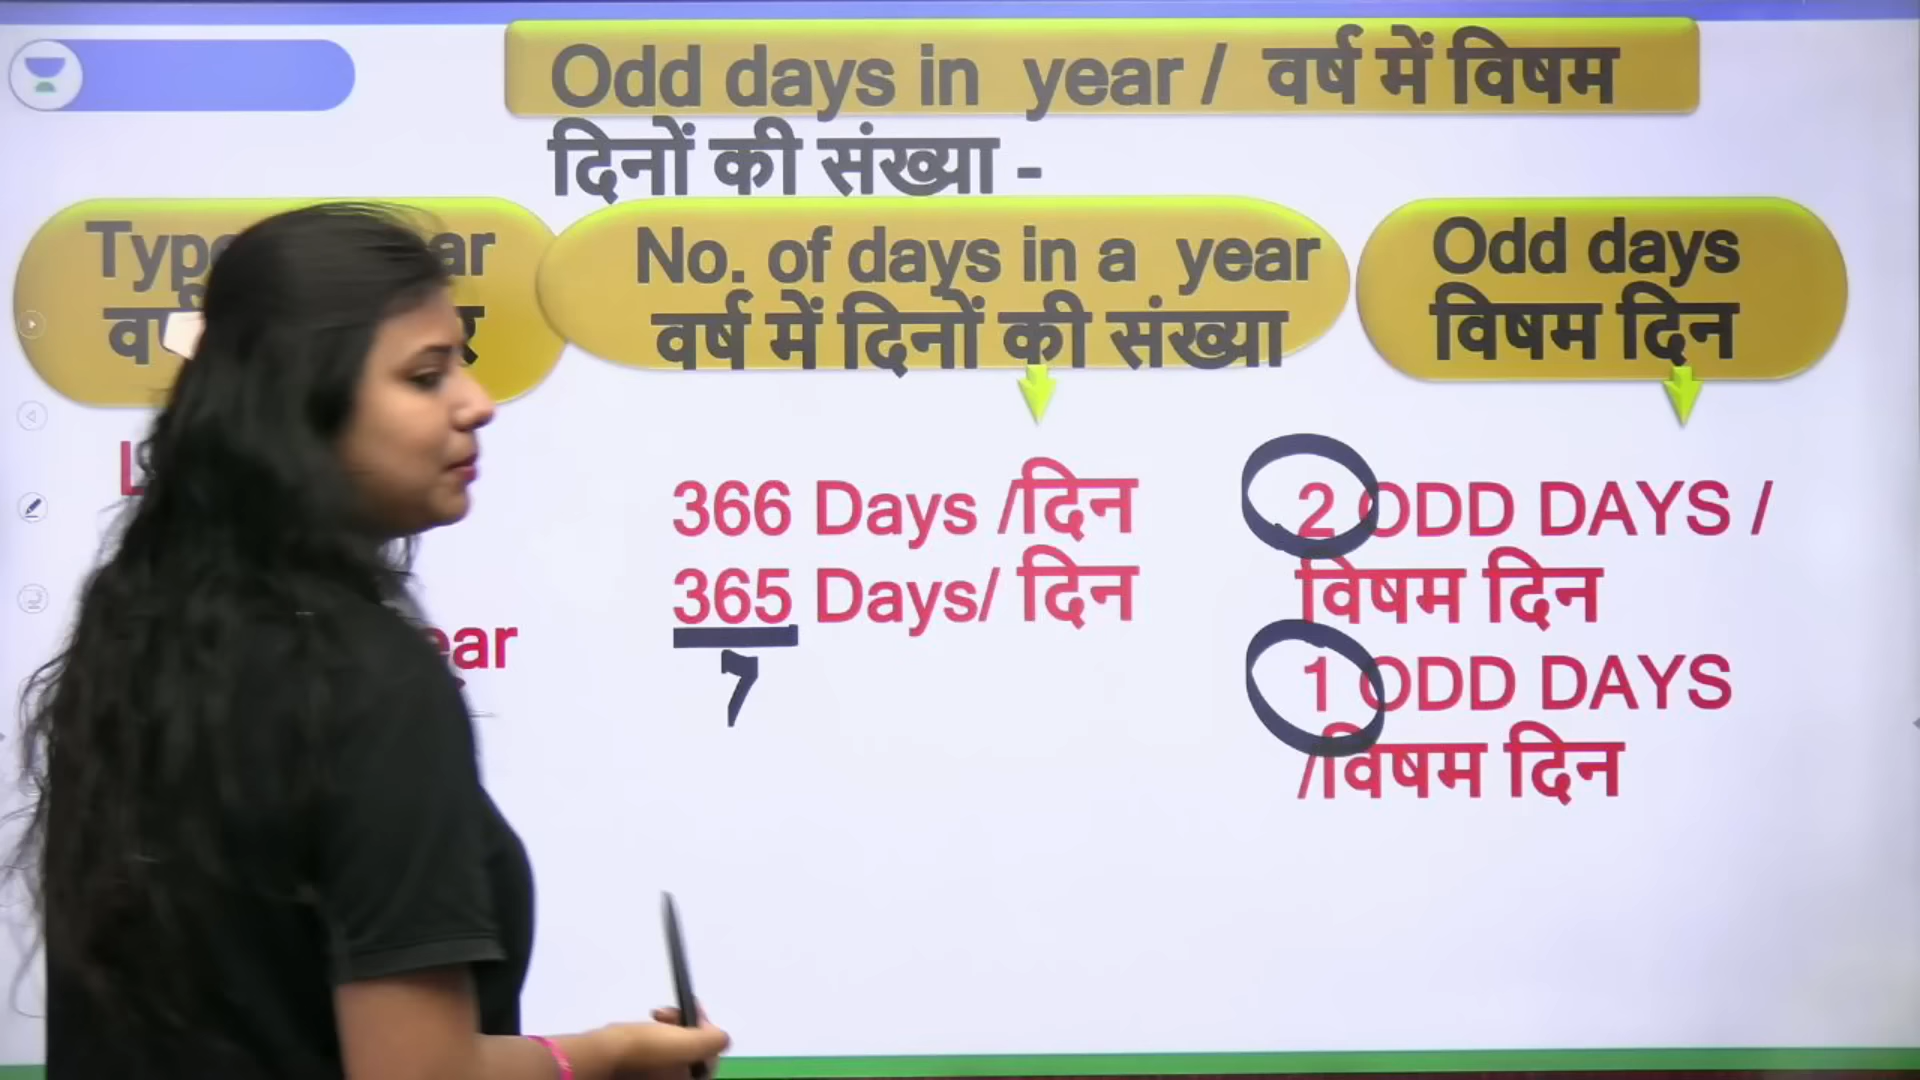 Odd days in year / वर्ष में विषम
दिनों की संख्या -
No. of days in a year
वर्ष में दिनों की संख्या
Odd days
विषम दिन
366 Days /दिन
365 Days/ दिन
7
2 ODD DAYS /
विषम दिन
1 ODD DAYS
/विषम दिन